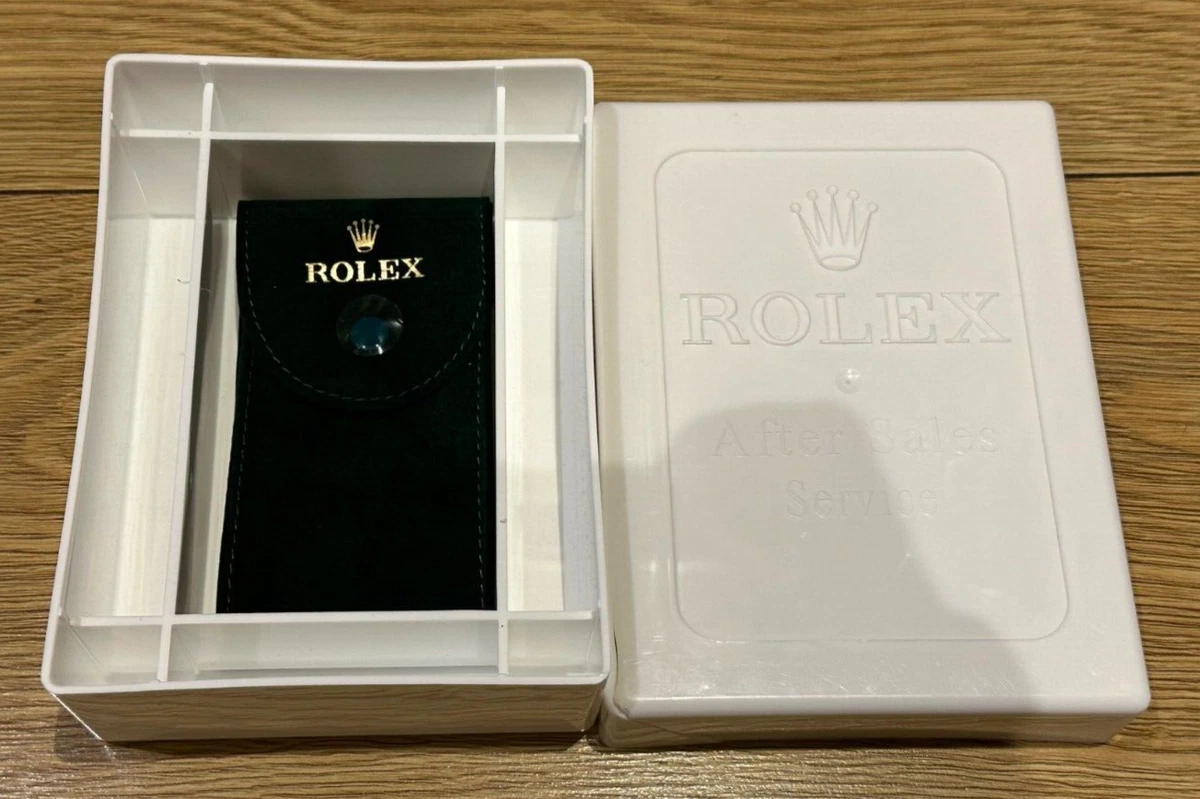 ROLEX
ROLEX
After Sales
Service